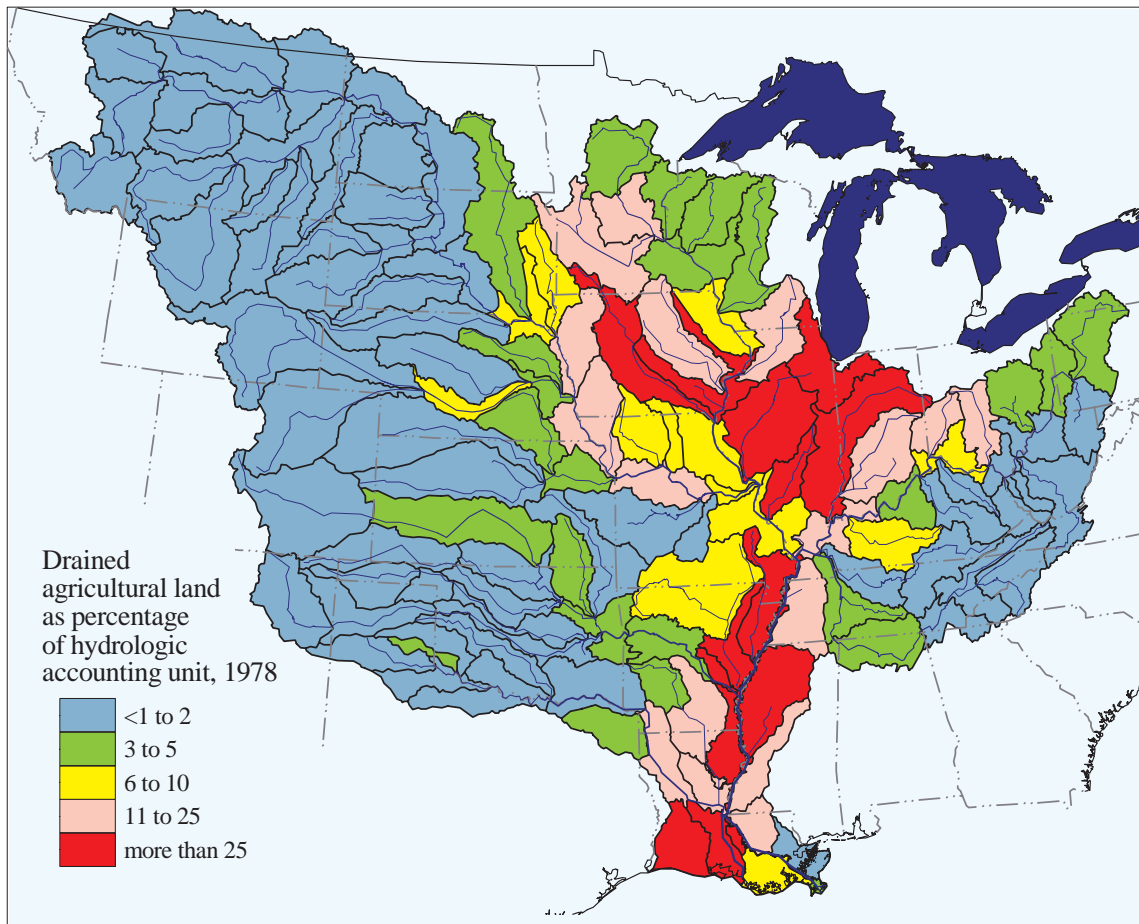 Drained
agricultural land
as percentage
of hydrologic
accounting unit, 1978
<1 to 2
3 to 5
6 to 10
11 to 25
more than 25